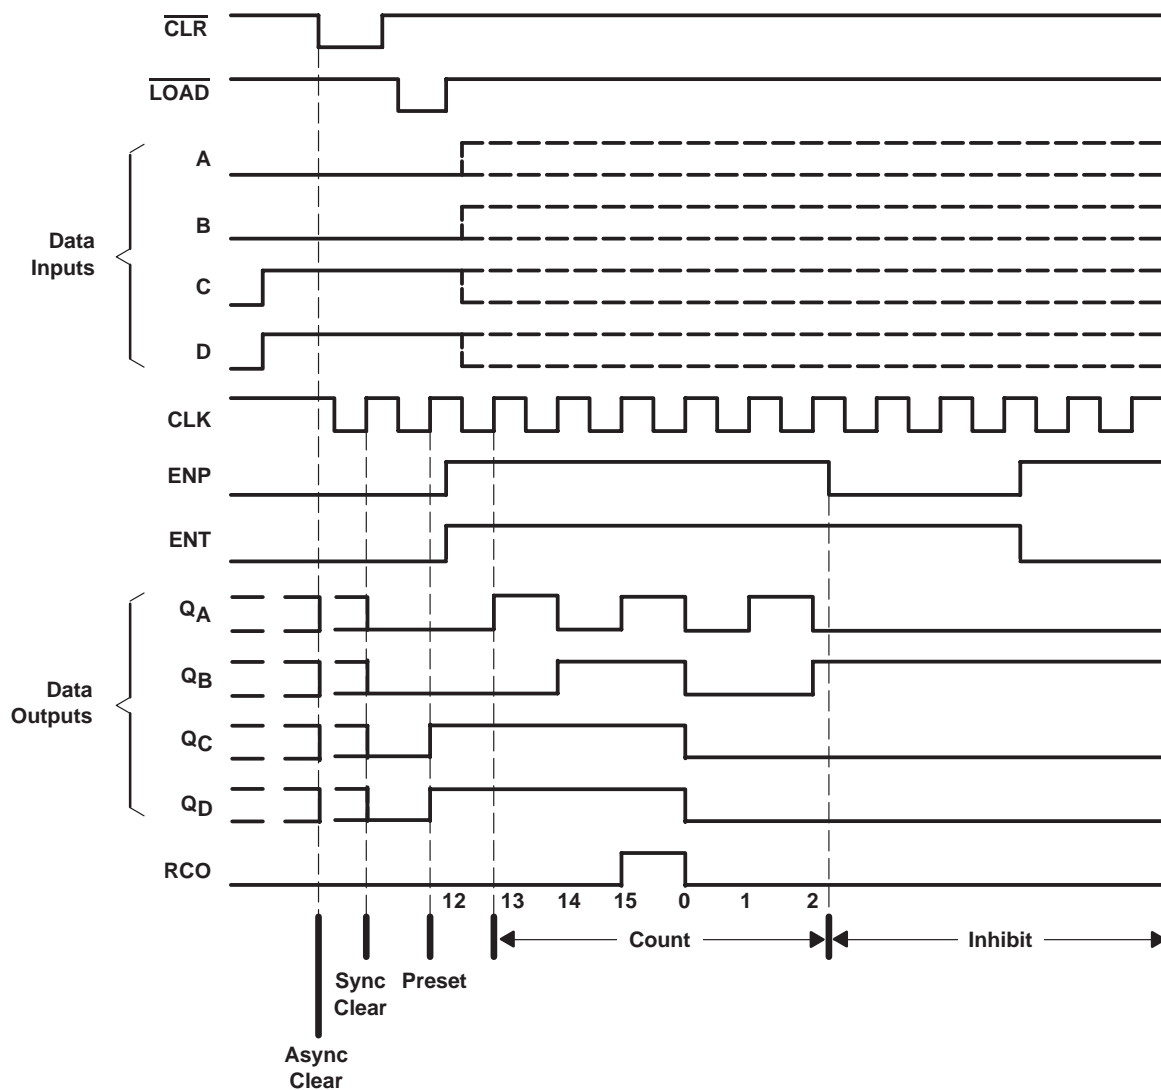 CLR
LOAD
A
B
Data
Inputs
C
D
CLK
ENP
ENT
QA
QB
Data
Outputs
QC
QD
RCO
12 13 14 15 0 1 2
Count Inhibit
Sync Preset
Clear
Async
Clear